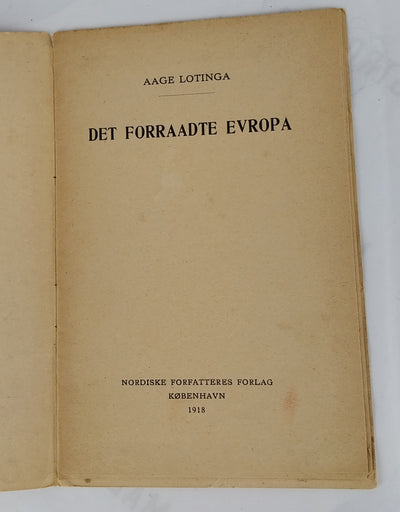 AAGE LOTINGA
DET FORRAADTE EVROPA
NORDISKE FORFATTERES FORLAG
KØBENHAVN
1918